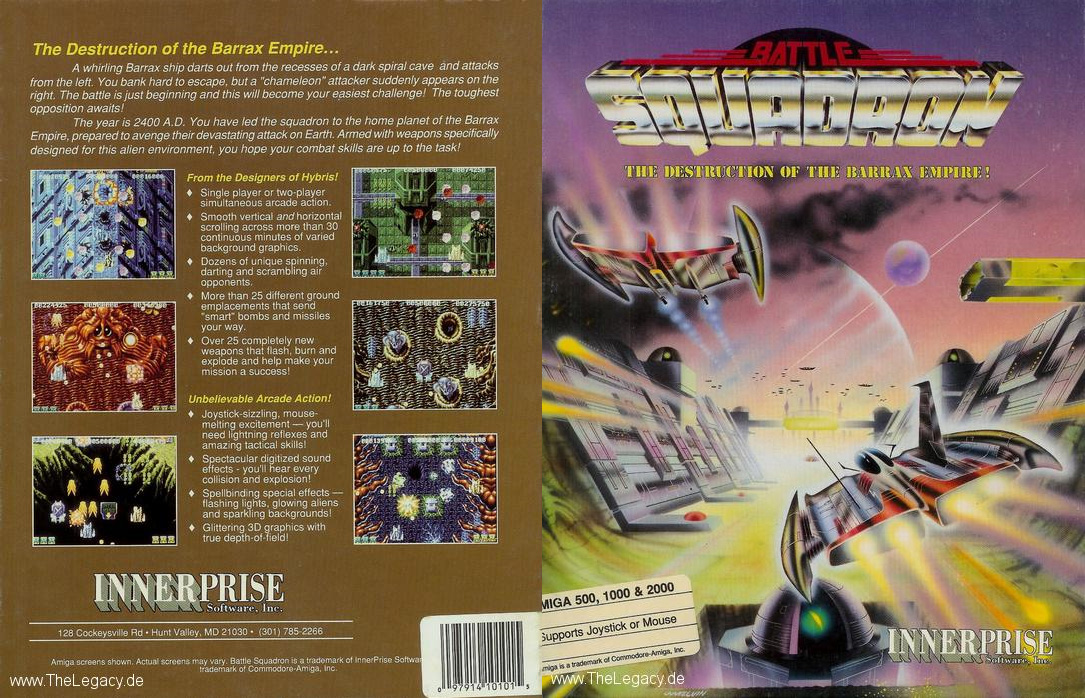 The Destruction of the Barrax Empire...
A whirling Barrax ship darts out from the recesses of a dark spiral cave and attacks
from the left. You bank hard to escape, but a "chameleon" attacker suddenly appears on the
right. The battle is just beginning and this will become your easiest challenge! The toughest
opposition awaits!
The year is 2400 A.D. You have led the squadron to the home planet of the Barrax
Empire, prepared to avenge their devastating attack on Earth. Armed with weapons specifically
designed for this alien environment, you hope your combat skills are up to the task!
From the Designers of Hybris!
♦ Single player or two-player
simultaneous arcade action.
♦ Smooth vertical and horizontal
scrolling across more than 30
continuous minutes of varied
background graphics.
♦ Dozens of unique spinning,
darting and scrambling air
opponents.
♦ More than 25 different ground
emplacements that send
"smart" bombs and missiles
your way.
♦ Over 25 completely new
weapons that flash, burn and
explode and help make your
mission a success!
Unbelievable Arcade Action!
♦ Joystick-sizzling, mouse-
melting excitement — you'll
need lightning reflexes and
amazing tactical skills!
♦ Spectacular digitized sound
effects - you'll hear every
collision and explosion!
♦ Spellbinding special effects —
flashing lights, glowing aliens
and sparkling backgrounds!
♦ Glittering 3D graphics with
true depth-of-field!
INNERPRISE
Software, Inc.
128 Cockeysville Rd • Hunt Valley, MD 21030 • (301) 785-2266
Amiga screens shown. Actual screens may vary. Battle Squadron is a trademark of InnerPrise Softwar
trademark of Commodore-Amiga, Inc.
0 97914 10101 5
www.TheLegacy.de
BATTLE
SQUADRON
THE DESTRUCTION OF THE BARRAX EMPIRE!
MIGA 500, 1000 & 2000
Supports Joystick or Mouse
miga is a trademark of Commodore-Amiga, Inc.
INNERPRISE
Software, Inc.
www.TheLegacy.de